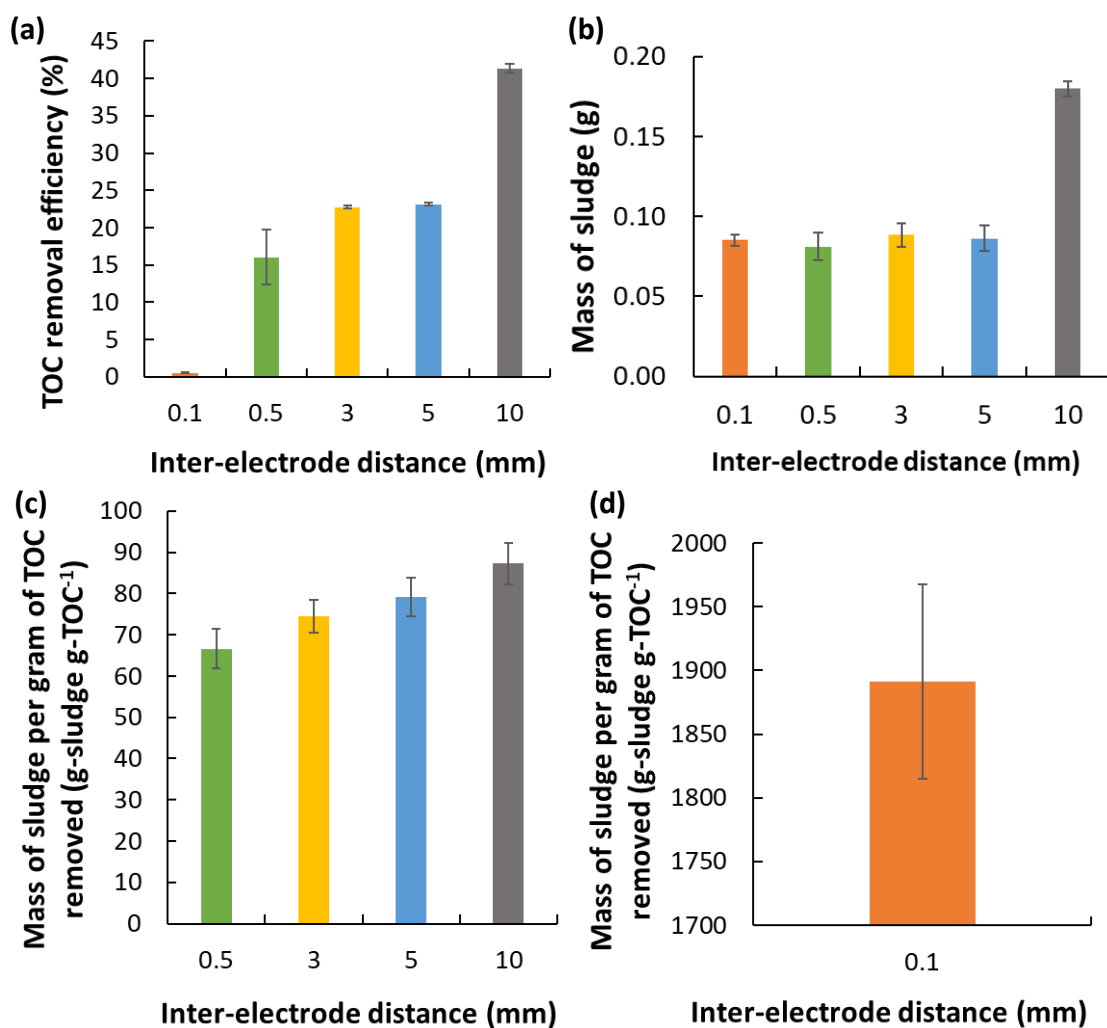 (a)
TOC removal efficiency (%)
45
40
35
30
25
20
15
10
5
0
0.1 0.5 3 5 10
Inter-electrode distance (mm)
(b)
Mass of sludge (g)
0.20
0.15
0.10
0.05
0.00
0.1 0.5 3 5 10
Inter-electrode distance (mm)
(c)
Mass of sludge per gram of TOC
removed (g-sludge g-TOC⁻¹)
100
90
80
70
60
50
40
30
20
10
0
0.5 3 5 10
Inter-electrode distance (mm)
(d)
Mass of sludge per gram of TOC
removed (g-sludge g-TOC⁻¹)
2000
1950
1900
1850
1800
1750
1700
0.1
Inter-electrode distance (mm)